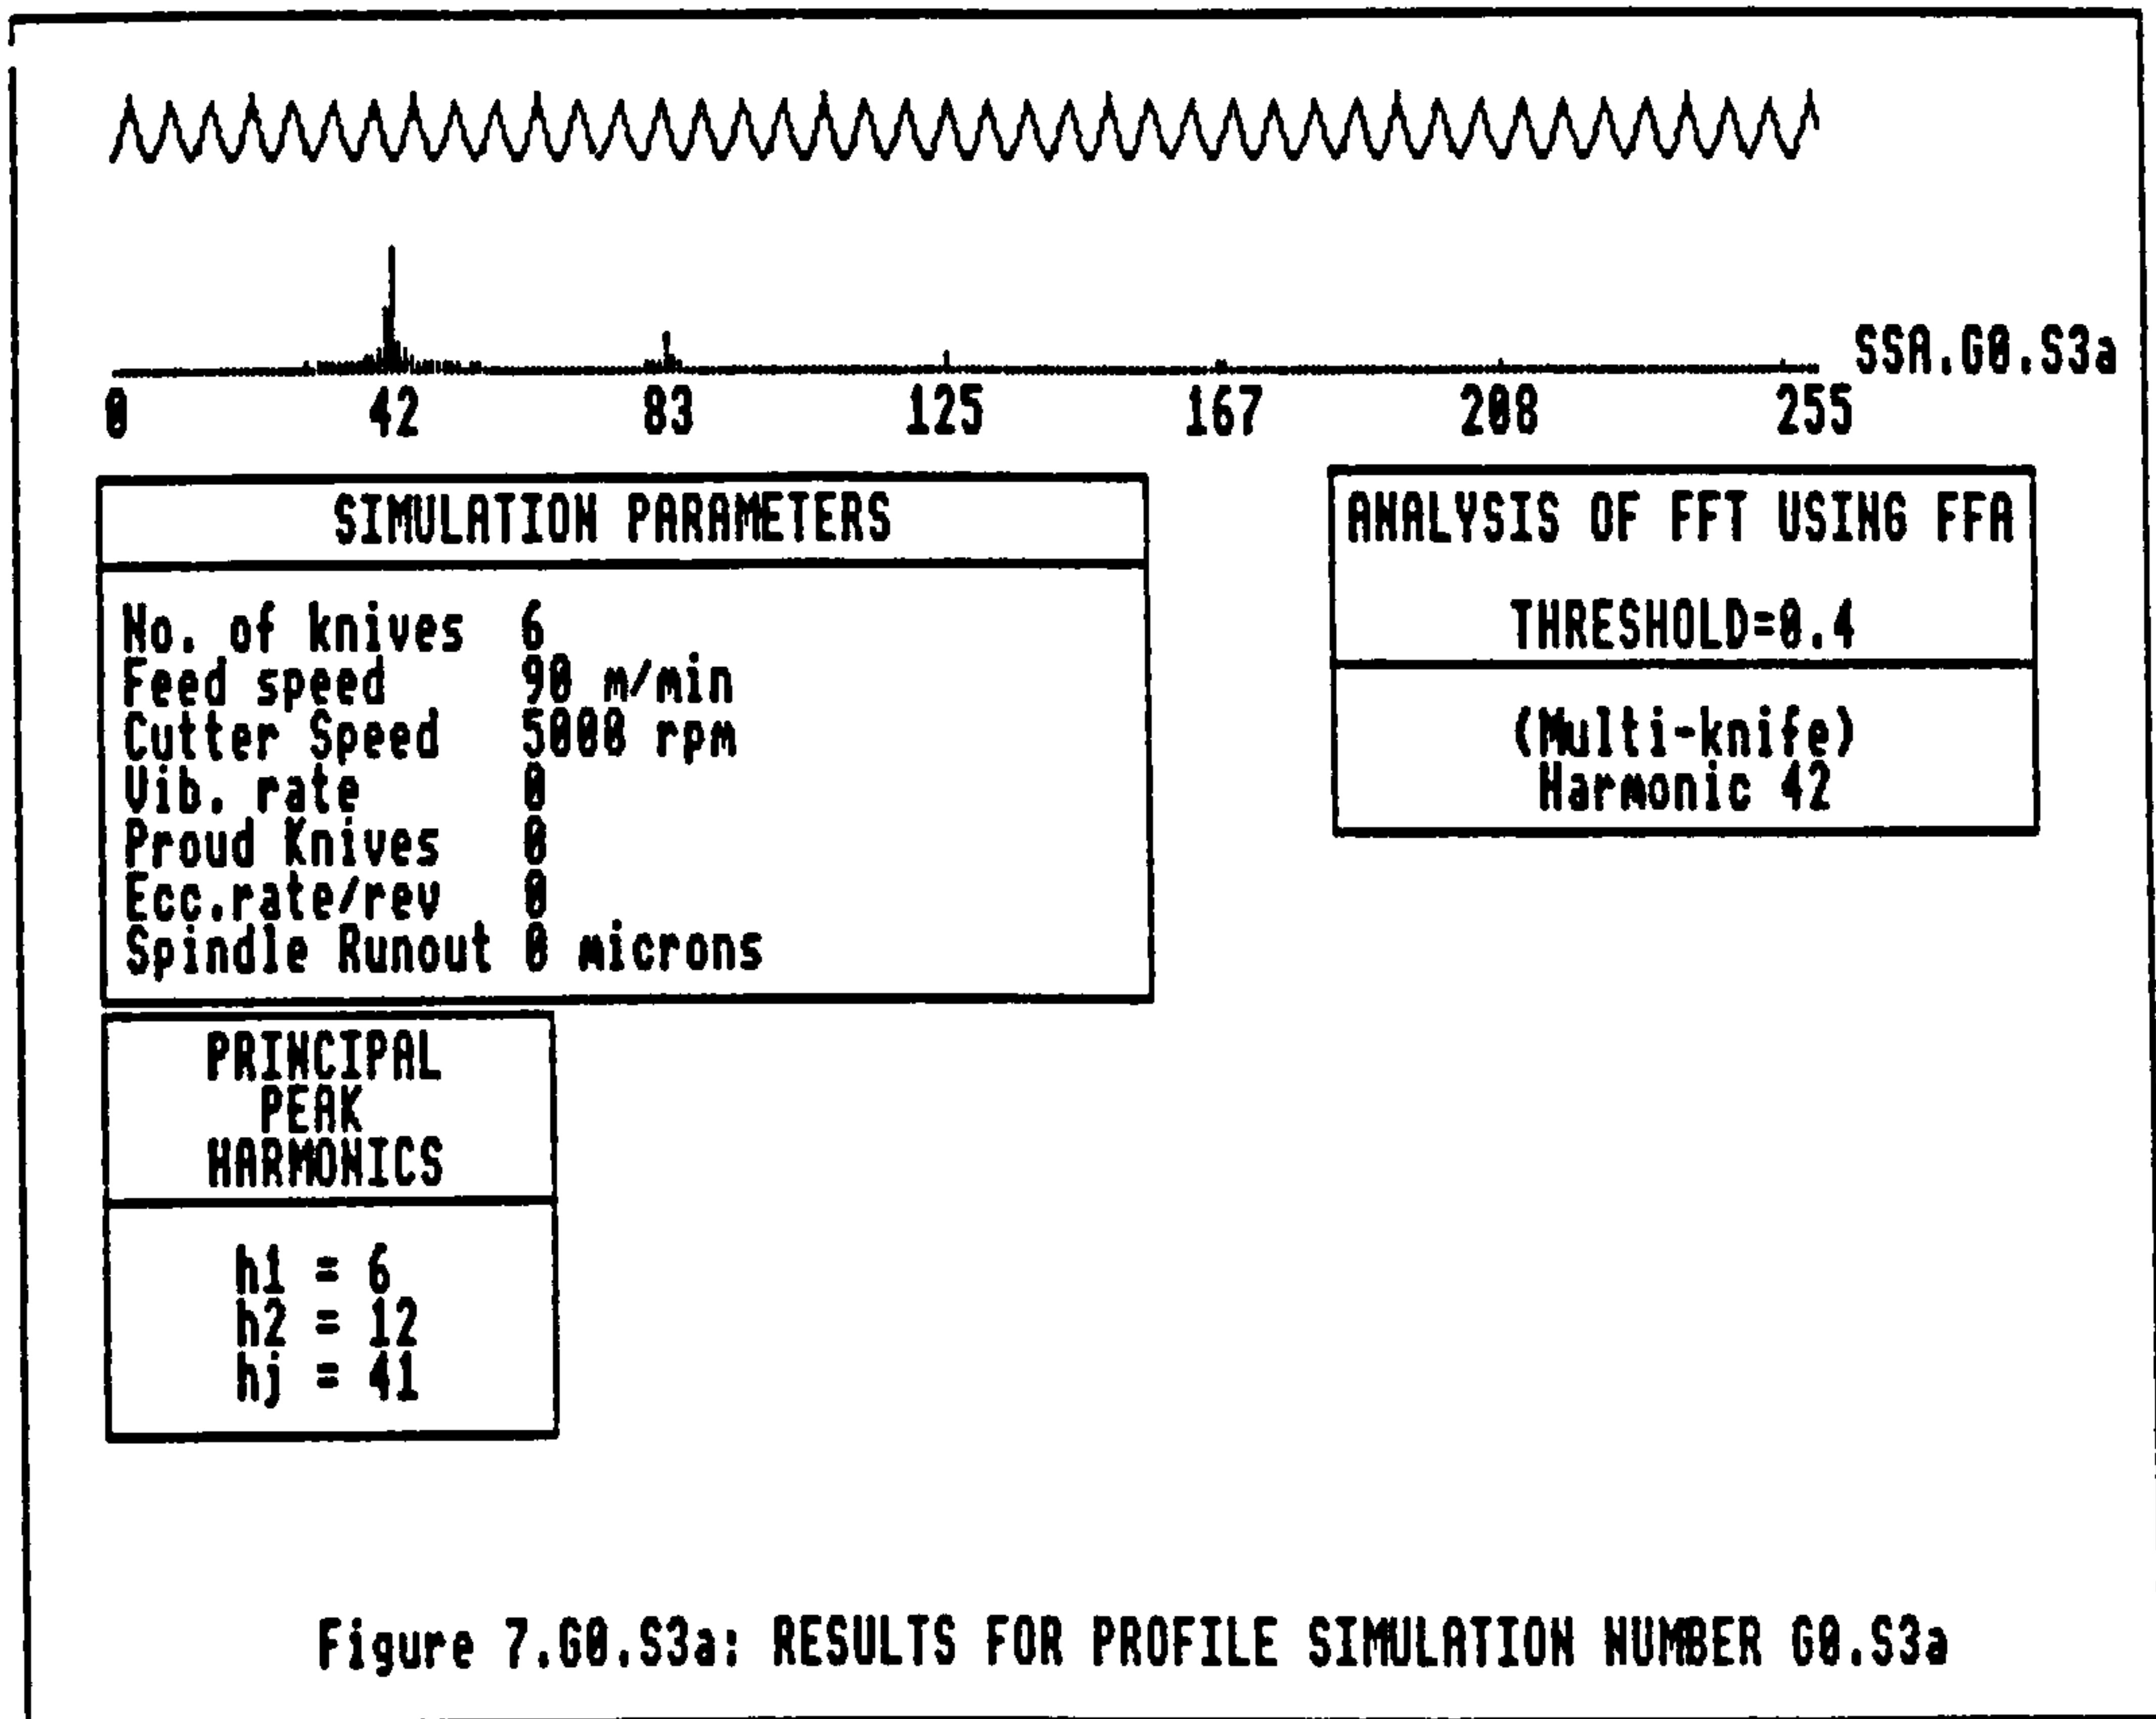 SSA.G0.S3a
0 42 83 125 167 208 255
SIMULATION PARAMETERS
No. of knives 6
Feed speed 90 m/min
Cutter Speed 5000 rpm
Vib. rate 0
Proud Knives 0
Ecc.rate/rev 0
Spindle Runout 0 microns
ANALYSIS OF FFT USING FFA
THRESHOLD=0.4
(Multi-knife)
Harmonic 42
PRINCIPAL
PEAK
HARMONICS
h1 = 6
h2 = 12
hj = 41
Figure 7.G0.S3a: RESULTS FOR PROFILE SIMULATION NUMBER G0.S3a